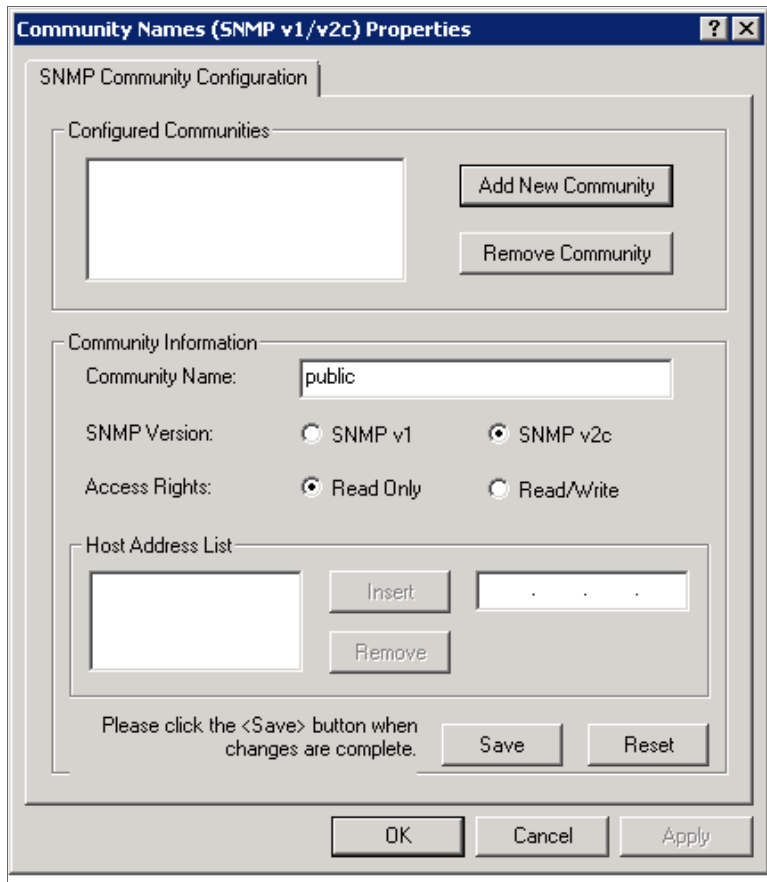 Community Names (SNMP v1/v2c) Properties
SNMP Community Configuration
Configured Communities
Add New Community
Remove Community
Community Information
Community Name: public
SNMP Version: SNMP v1 SNMP v2c
Access Rights: Read Only Read/Write
Host Address List
Insert . . .
Remove
Please click the <Save> button when
changes are complete.
Save Reset
OK Cancel Apply